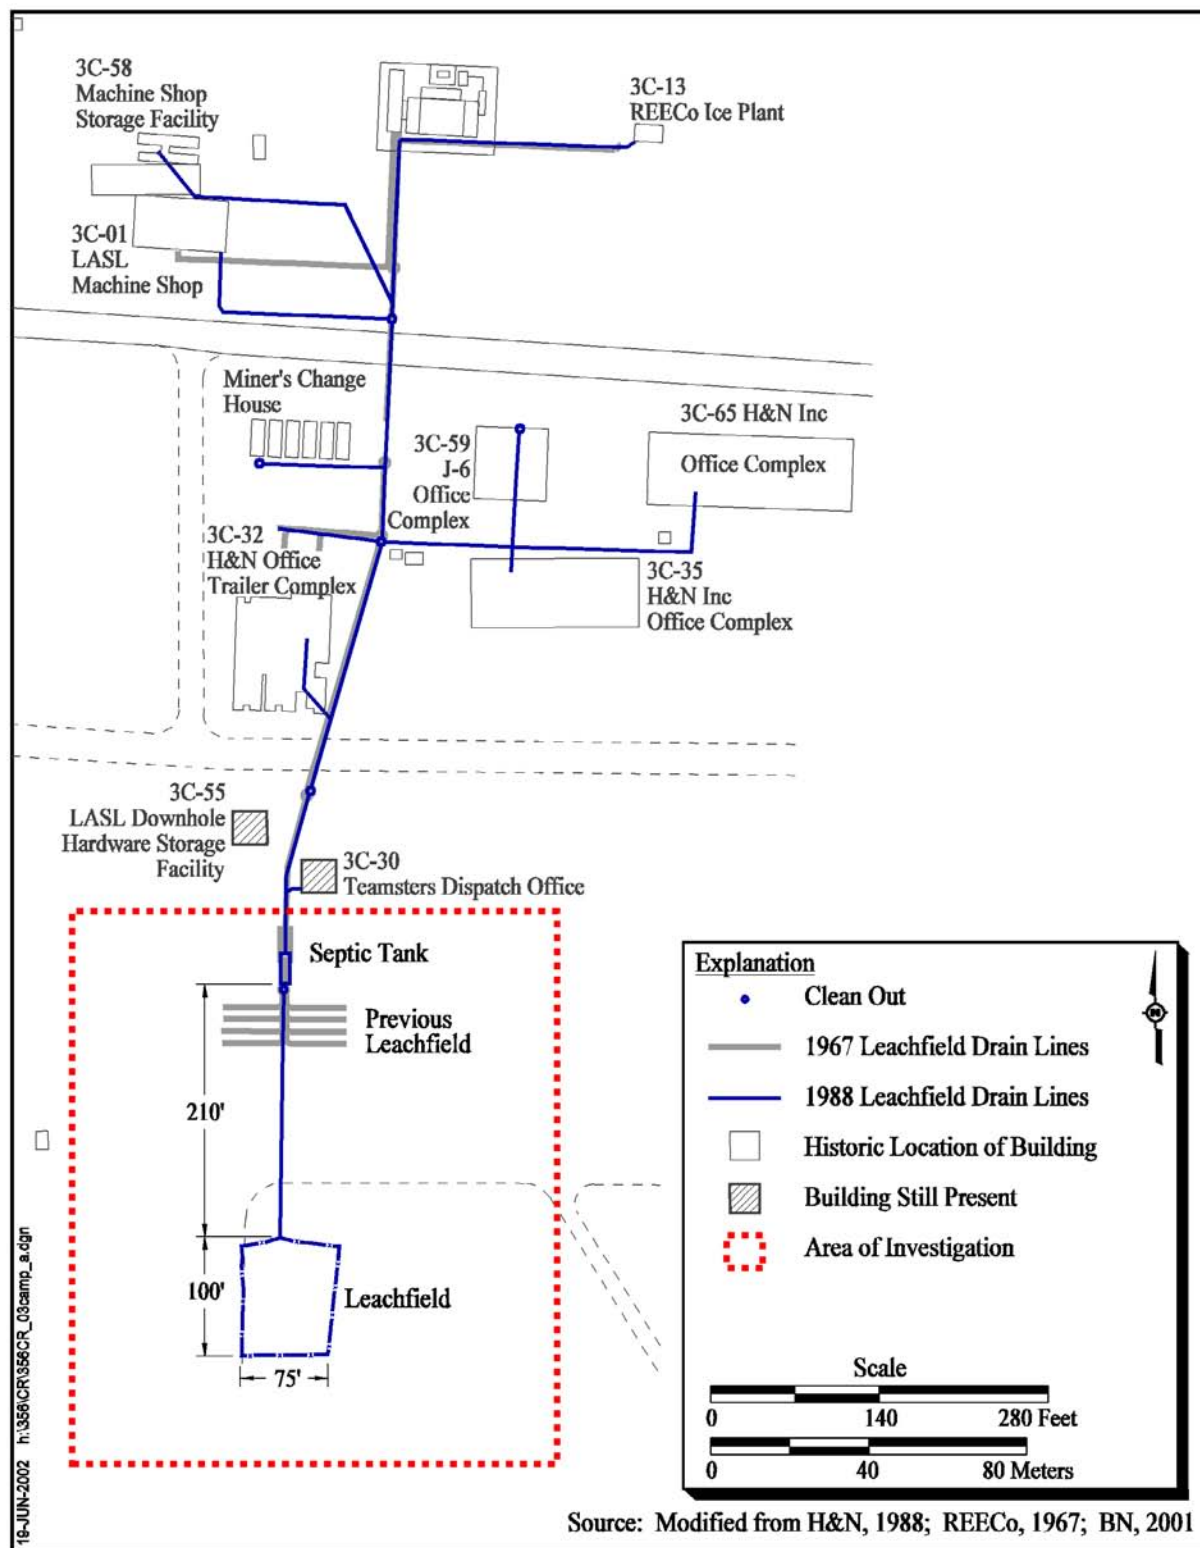 3C-58
Machine Shop
Storage Facility
3C-13
REECo Ice Plant
3C-01
LASL
Machine Shop
Miner's Change
House
3C-59
J-6
Office
Complex
3C-65 H&N Inc
Office Complex
3C-32
H&N Office
Trailer Complex
3C-35
H&N Inc
Office Complex
3C-55
LASL Downhole
Hardware Storage
Facility
3C-30
Teamsters Dispatch Office
Septic Tank
Previous
Leachfield
210'
100'
Leachfield
75'
Explanation
Clean Out
1967 Leachfield Drain Lines
1988 Leachfield Drain Lines
Historic Location of Building
Building Still Present
Area of Investigation
N
Scale
0 140 280 Feet
0 40 80 Meters
19-JUN-2002 h:\356\CR\356CR_03camp_a.dgn
Source: Modified from H&N, 1988; REECo, 1967; BN, 2001